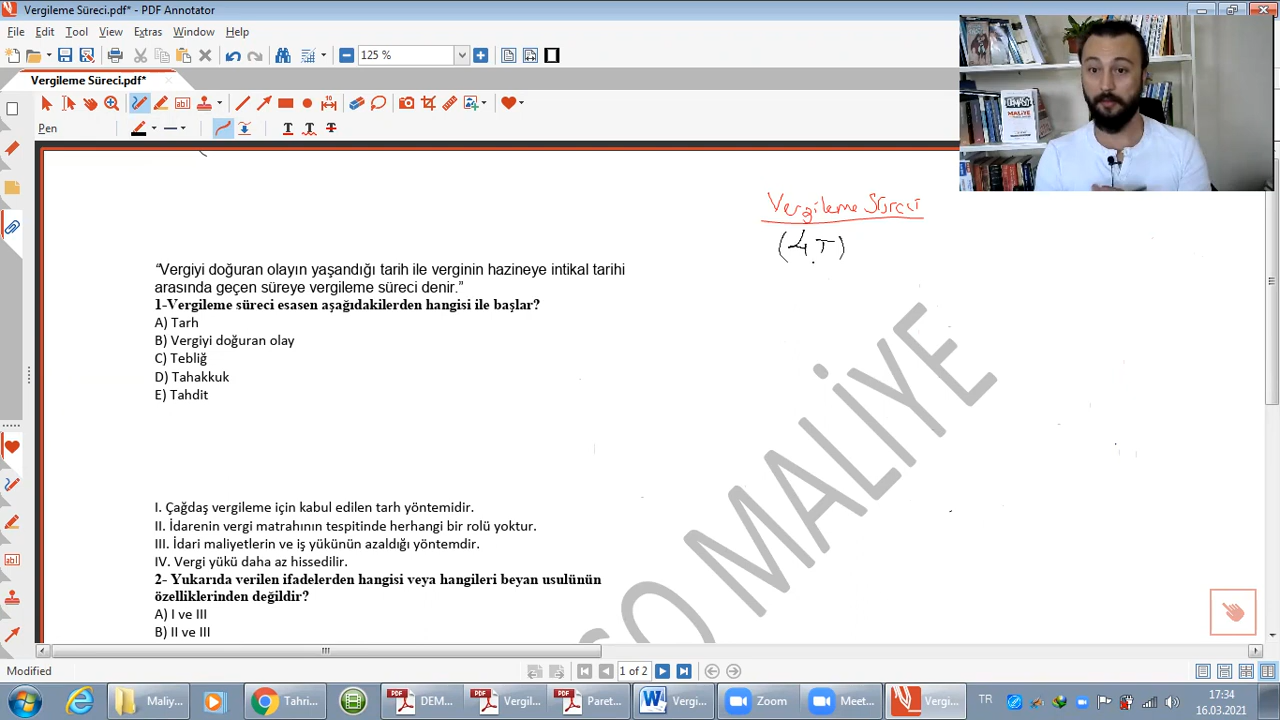 Vergileme Süreci.pdf* - PDF Annotator
File Edit Tool View Extras Window Help
125 %
Vergileme Süreci.pdf*
Pen
Vergileme Süreci
(4T)
“Vergiyi doğuran olayın yaşandığı tarih ile verginin hazineye intikal tarihi
arasında geçen süreye vergileme süreci denir.”
1-Vergileme süreci esasen aşağıdakilerden hangisi ile başlar?
A) Tarh
B) Vergiyi doğuran olay
C) Tebliğ
D) Tahakkuk
E) Tahdit
I. Çağdaş vergileme için kabul edilen tarh yöntemidir.
II. İdarenin vergi matrahının tespitinde herhangi bir rolü yoktur.
III. İdari maliyetlerin ve iş yükünün azaldığı yöntemdir.
IV. Vergi yükü daha az hissedilir.
2- Yukarıda verilen ifadelerden hangisi veya hangileri beyan usulünün
özelliklerinden değildir?
A) I ve III
B) II ve III
SO MALİYE
Modified
1 of 2
Maliy... Tahri... DEM... Vergil... Paret... Vergi... Zoom Meet... Vergi...
TR
17:34
16.03.2021